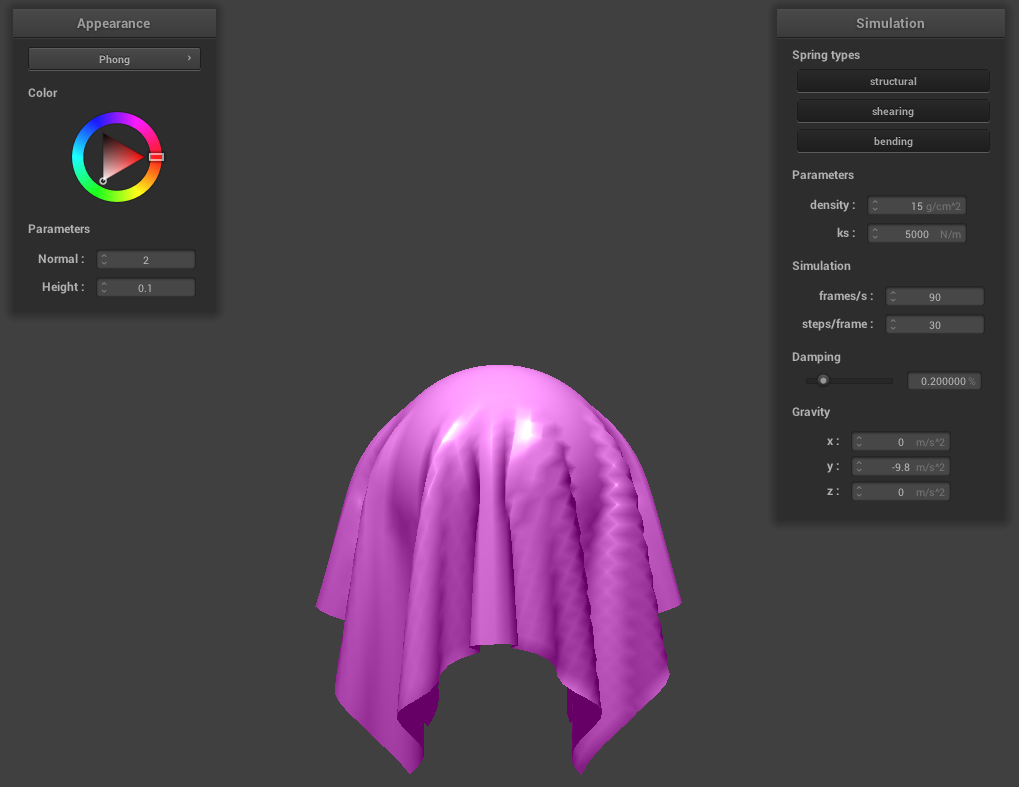 Appearance
Phong ›
Color
Parameters
Normal : 2
Height : 0.1
Simulation
Spring types
structural
shearing
bending
Parameters
density : 15 g/cm^2
ks : 5000 N/m
Simulation
frames/s : 90
steps/frame : 30
Damping
0.200000 %
Gravity
x : 0 m/s^2
y : -9.8 m/s^2
z : 0 m/s^2